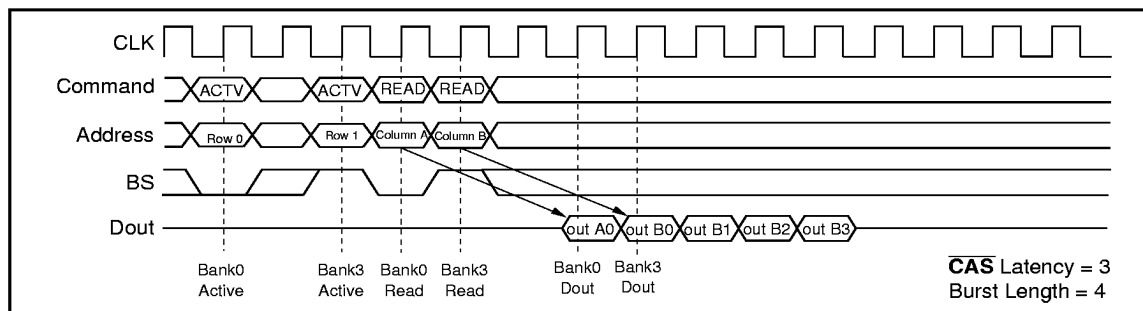 CLK
Command ACTV ACTV READ READ
Address Row 0 Row 1 Column A Column B
BS
Dout out A0 out B0 out B1 out B2 out B3
Bank0 Active
Bank3 Active
Bank0 Read
Bank3 Read
Bank0 Dout
Bank3 Dout
CAS Latency = 3
Burst Length = 4